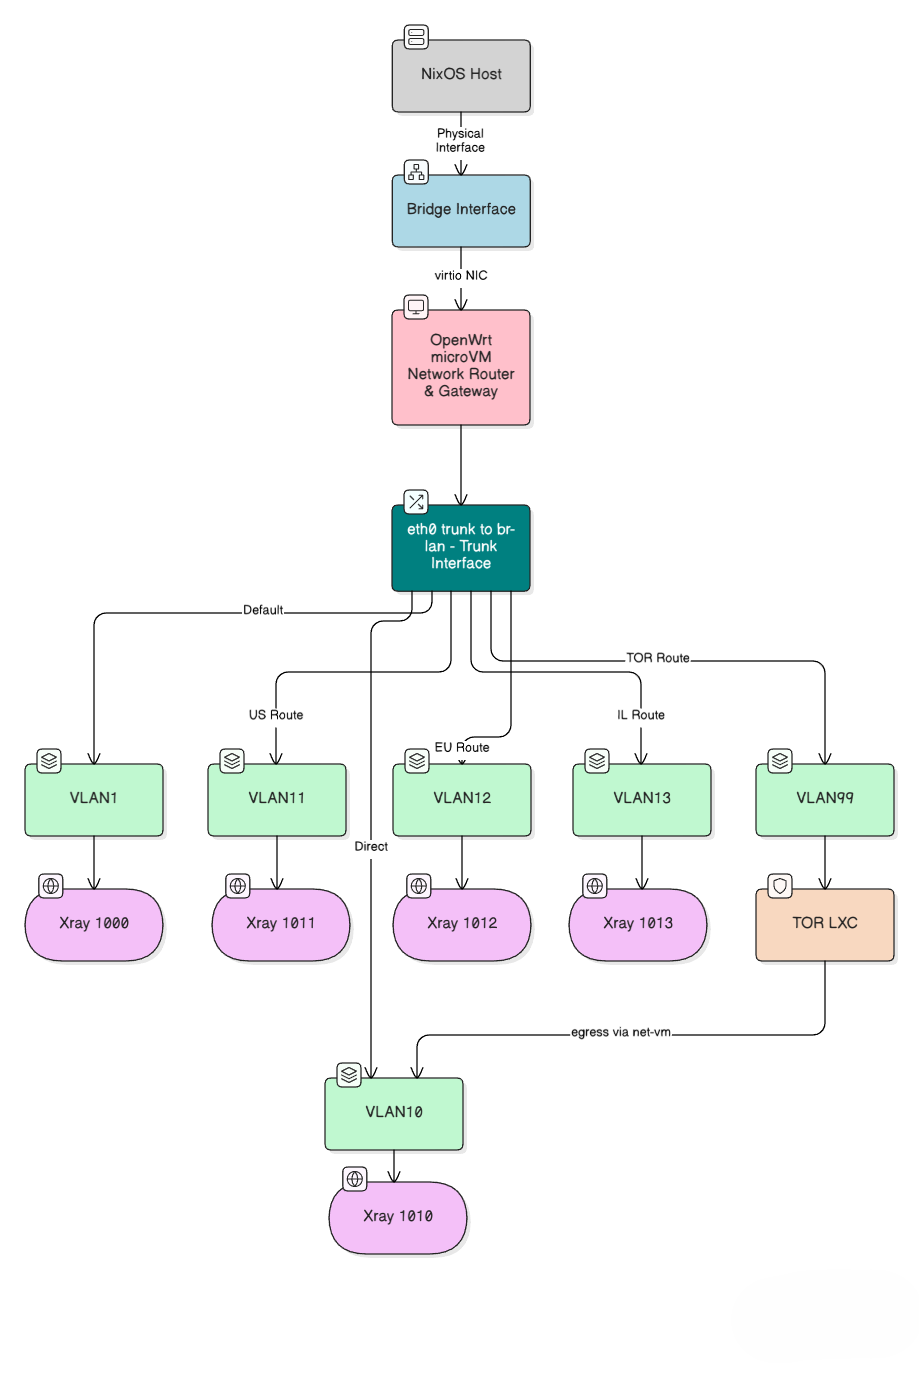 NixOS Host
Physical
Interface
Bridge Interface
virtio NIC
OpenWrt
microVM
Network Router
& Gateway
eth0 trunk to br-
lan - Trunk
Interface
Default
TOR Route
US Route
IL Route
EU Route
VLAN1
VLAN11
VLAN12
VLAN13
VLAN99
Direct
Xray 1000
Xray 1011
Xray 1012
Xray 1013
TOR LXC
egress via net-vm
VLAN10
Xray 1010